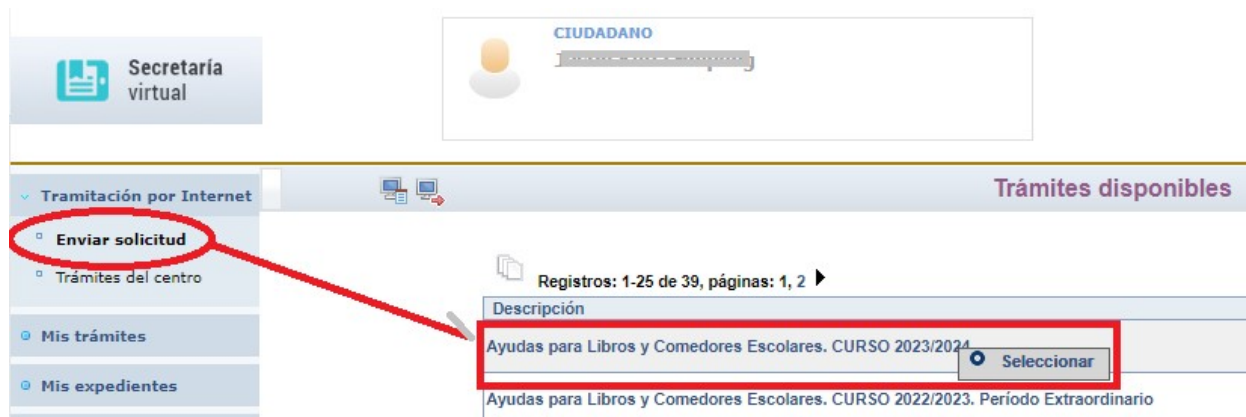 CIUDADANO
Secretaría
virtual
Tramitación por Internet
Trámites disponibles
Enviar solicitud
Trámites del centro
Registros: 1-25 de 39, páginas: 1, 2
Descripción
Mis trámites
Ayudas para Libros y Comedores Escolares. CURSO 2023/2024
Seleccionar
Mis expedientes
Ayudas para Libros y Comedores Escolares. CURSO 2022/2023. Período Extraordinario